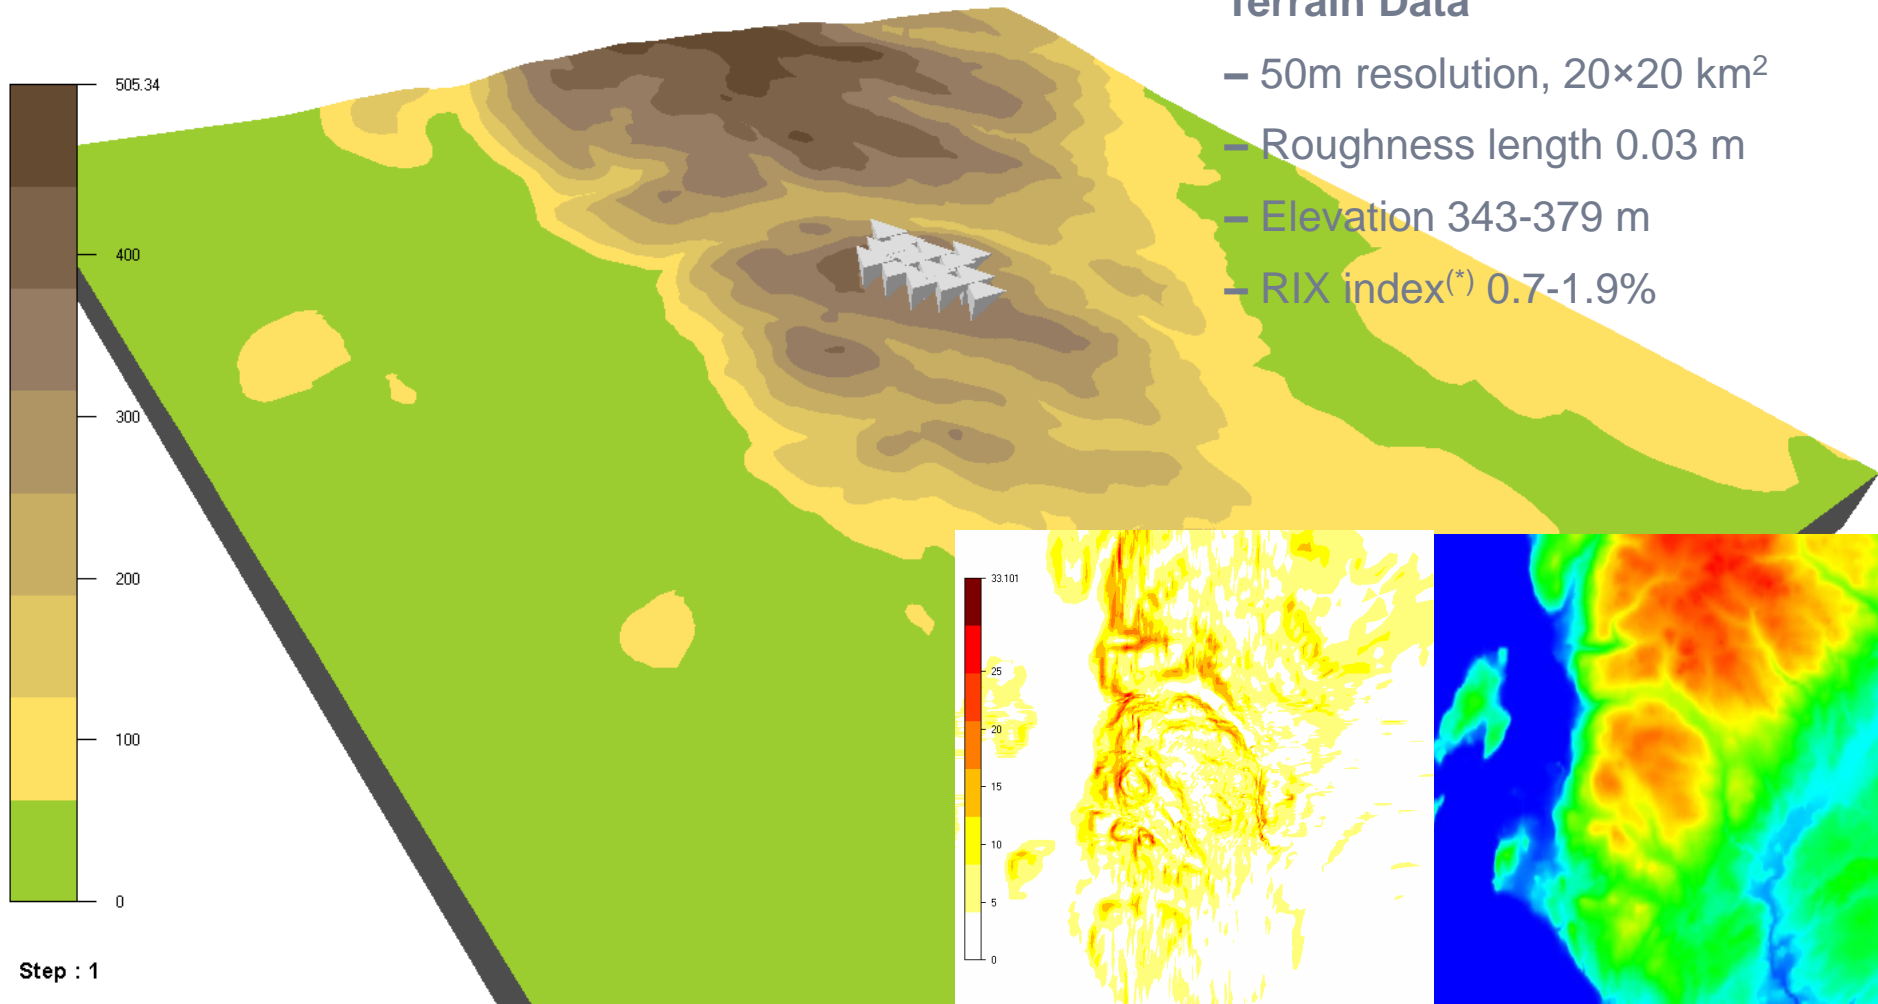 Terrain Data
– 50m resolution, 20×20 km²
– Roughness length 0.03 m
– Elevation 343-379 m
– RIX index(*) 0.7-1.9%
505.34
400
300
200
100
0
Step : 1
33.101
25
20
15
10
5
0